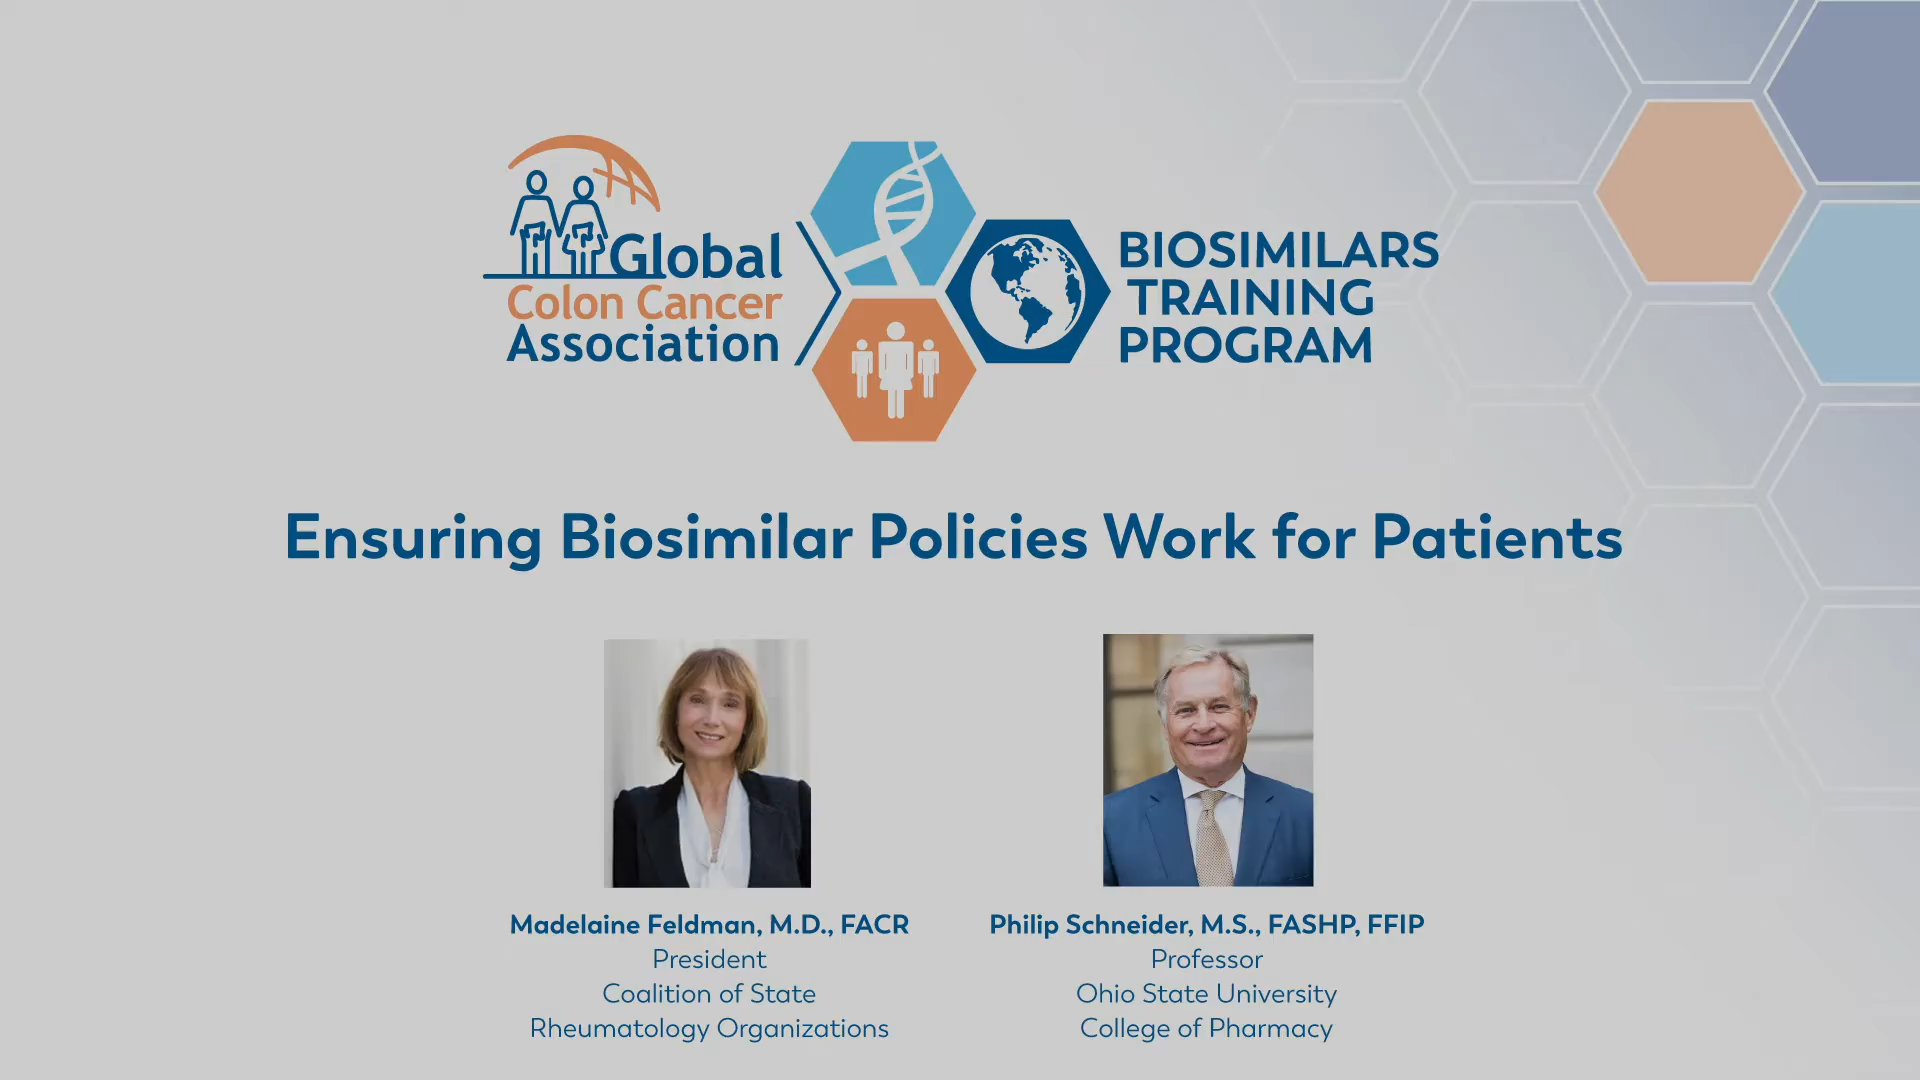 Global
Colon Cancer
Association
BIOSIMILARS
TRAINING
PROGRAM
Ensuring Biosimilar Policies Work for Patients
Madelaine Feldman, M.D., FACR
President
Coalition of State
Rheumatology Organizations
Philip Schneider, M.S., FASHP, FFIP
Professor
Ohio State University
College of Pharmacy